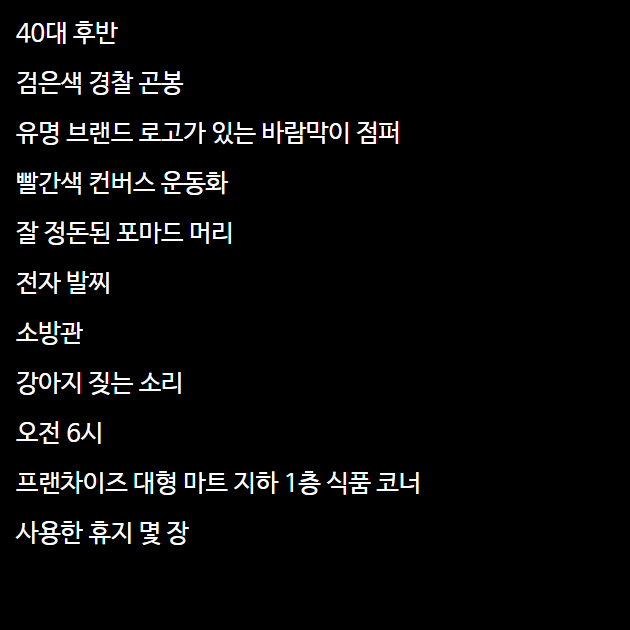 40대 후반
검은색 경찰 곤봉
유명 브랜드 로고가 있는 바람막이 점퍼
빨간색 컨버스 운동화
잘 정돈된 포마드 머리
전자 발찌
소방관
강아지 짖는 소리
오전 6시
프랜차이즈 대형 마트 지하 1층 식품 코너
사용한 휴지 몇 장